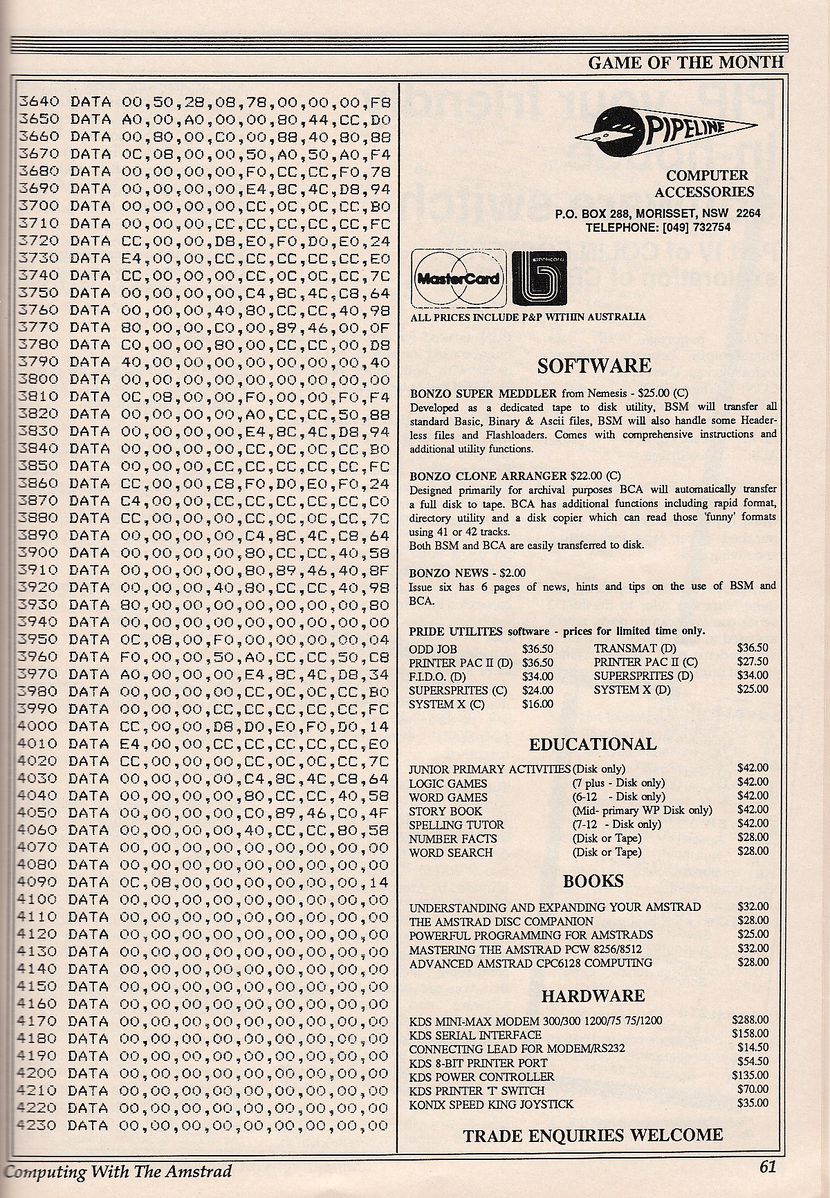 GAME OF THE MONTH
3640 DATA 00,50,28,08,78,00,00,00,F8
3650 DATA A0,00,A0,00,00,80,44,CC,D0
3660 DATA 00,80,00,C0,00,88,40,80,88
3670 DATA 0C,08,00,00,50,A0,50,A0,F4
3680 DATA 00,00,00,00,F0,CC,CC,F0,78
3690 DATA 00,00,00,00,E4,8C,4C,D8,94
3700 DATA 00,00,00,00,CC,0C,0C,CC,B0
3710 DATA 00,00,00,CC,CC,CC,CC,CC,FC
3720 DATA CC,00,00,D8,E0,F0,D0,E0,24
3730 DATA E4,00,00,CC,CC,CC,CC,CC,E0
3740 DATA CC,00,00,00,CC,0C,0C,CC,7C
3750 DATA 00,00,00,00,C4,8C,4C,C8,64
3760 DATA 00,00,00,40,80,CC,CC,40,98
3770 DATA 80,00,00,C0,00,89,46,00,0F
3780 DATA C0,00,00,80,00,CC,CC,00,D8
3790 DATA 40,00,00,00,00,00,00,00,40
3800 DATA 00,00,00,00,00,00,00,00,00
3810 DATA 0C,08,00,00,F0,00,00,F0,F4
3820 DATA 00,00,00,00,A0,CC,CC,50,88
3830 DATA 00,00,00,00,E4,8C,4C,D8,94
3840 DATA 00,00,00,00,CC,0C,0C,CC,B0
3850 DATA 00,00,00,CC,CC,CC,CC,CC,FC
3860 DATA CC,00,00,C8,F0,D0,E0,F0,24
3870 DATA C4,00,00,CC,CC,CC,CC,CC,C0
3880 DATA CC,00,00,00,CC,0C,0C,CC,7C
3890 DATA 00,00,00,00,C4,8C,4C,C8,64
3900 DATA 00,00,00,00,80,CC,CC,40,58
3910 DATA 00,00,00,00,80,89,46,40,8F
3920 DATA 00,00,00,40,80,CC,CC,40,98
3930 DATA 80,00,00,00,00,00,00,00,80
3940 DATA 00,00,00,00,00,00,00,00,00
3950 DATA 0C,08,00,F0,00,00,00,00,04
3960 DATA F0,00,00,50,A0,CC,CC,50,C8
3970 DATA A0,00,00,00,E4,8C,4C,D8,34
3980 DATA 00,00,00,00,CC,0C,0C,CC,B0
3990 DATA 00,00,00,CC,CC,CC,CC,CC,FC
4000 DATA CC,00,00,D8,D0,E0,F0,D0,14
4010 DATA E4,00,00,CC,CC,CC,CC,CC,E0
4020 DATA CC,00,00,00,CC,0C,0C,CC,7C
4030 DATA 00,00,00,00,C4,8C,4C,C8,64
4040 DATA 00,00,00,00,80,CC,CC,40,58
4050 DATA 00,00,00,00,C0,89,46,C0,4F
4060 DATA 00,00,00,00,40,CC,CC,80,58
4070 DATA 00,00,00,00,00,00,00,00,00
4080 DATA 00,00,00,00,00,00,00,00,00
4090 DATA 0C,08,00,00,00,00,00,00,14
4100 DATA 00,00,00,00,00,00,00,00,00
4110 DATA 00,00,00,00,00,00,00,00,00
4120 DATA 00,00,00,00,00,00,00,00,00
4130 DATA 00,00,00,00,00,00,00,00,00
4140 DATA 00,00,00,00,00,00,00,00,00
4150 DATA 00,00,00,00,00,00,00,00,00
4160 DATA 00,00,00,00,00,00,00,00,00
4170 DATA 00,00,00,00,00,00,00,00,00
4180 DATA 00,00,00,00,00,00,00,00,00
4190 DATA 00,00,00,00,00,00,00,00,00
4200 DATA 00,00,00,00,00,00,00,00,00
4210 DATA 00,00,00,00,00,00,00,00,00
4220 DATA 00,00,00,00,00,00,00,00,00
4230 DATA 00,00,00,00,00,00,00,00,00
PIPELINE
COMPUTER
ACCESSORIES
P.O. BOX 288, MORISSET, NSW 2264
TELEPHONE: [049] 732754
MasterCard
ALL PRICES INCLUDE P&P WITHIN AUSTRALIA
SOFTWARE
BONZO SUPER MEDDLER from Nemesis - $25.00 (C)
Developed as a dedicated tape to disk utility, BSM will transfer all
standard Basic, Binary & Ascii files, BSM will also handle some Header-
less files and Flashloaders. Comes with comprehensive instructions and
additional utility functions.
BONZO CLONE ARRANGER $22.00 (C)
Designed primarily for archival purposes BCA will automatically transfer
a full disk to tape. BCA has additional functions including rapid format,
directory utility and a disk copier which can read those 'funny' formats
using 41 or 42 tracks.
Both BSM and BCA are easily transferred to disk.
BONZO NEWS - $2.00
Issue six has 6 pages of news, hints and tips on the use of BSM and
BCA.
PRIDE UTILITES software - prices for limited time only.
ODD JOB $36.50 TRANSMAT (D) $36.50
PRINTER PAC II (D) $36.50 PRINTER PAC II (C) $27.50
F.I.D.O. (D) $34.00 SUPERSPRITES (D) $34.00
SUPERSPRITES (C) $24.00 SYSTEM X (D) $25.00
SYSTEM X (C) $16.00
EDUCATIONAL
JUNIOR PRIMARY ACTIVITIES (Disk only) $42.00
LOGIC GAMES (7 plus - Disk only) $42.00
WORD GAMES (6-12 - Disk only) $42.00
STORY BOOK (Mid- primary WP Disk only) $42.00
SPELLING TUTOR (7-12 - Disk only) $42.00
NUMBER FACTS (Disk or Tape) $28.00
WORD SEARCH (Disk or Tape) $28.00
BOOKS
UNDERSTANDING AND EXPANDING YOUR AMSTRAD $32.00
THE AMSTRAD DISC COMPANION $28.00
POWERFUL PROGRAMMING FOR AMSTRADS $25.00
MASTERING THE AMSTRAD PCW 8256/8512 $32.00
ADVANCED AMSTRAD CPC6128 COMPUTING $28.00
HARDWARE
KDS MINI-MAX MODEM 300/300 1200/75 75/1200 $288.00
KDS SERIAL INTERFACE $158.00
CONNECTING LEAD FOR MODEM/RS232 $14.50
KDS 8-BIT PRINTER PORT $54.50
KDS POWER CONTROLLER $135.00
KDS PRINTER 'T' SWITCH $70.00
KONIX SPEED KING JOYSTICK $35.00
TRADE ENQUIRIES WELCOME
Computing With The Amstrad 61